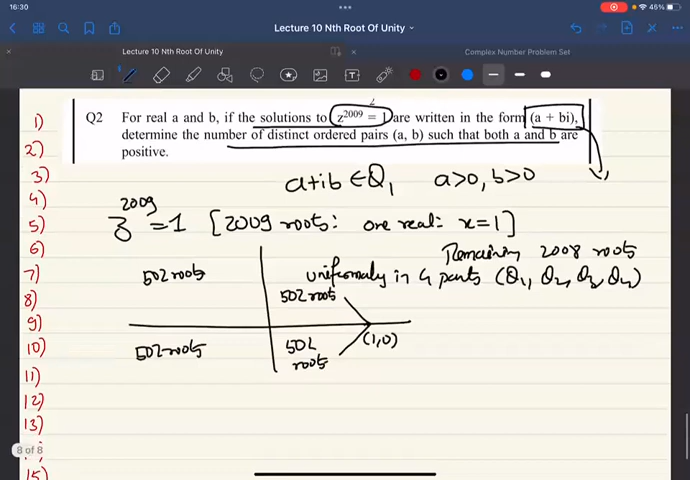 16:30
45%
Lecture 10 Nth Root Of Unity
Lecture 10 Nth Root Of Unity
Complex Number Problem Set
Q2 For real a and b, if the solutions to z^2009 = 1 are written in the form (a + bi),
determine the number of distinct ordered pairs (a, b) such that both a and b are
positive.
a+ib ∈ Q1 a>0, b>0
z^2009 = 1 [2009 roots: one real: x=1]
Remaining 2008 roots
uniformaly in 4 parts (Q1, Q2, Q3, Q4)
502 roots
502 roots
502 roots
502 roots
(1,0)
1)
2)
3)
4)
5)
6)
7)
8)
9)
10)
11)
12)
13)
15)
8 of 8